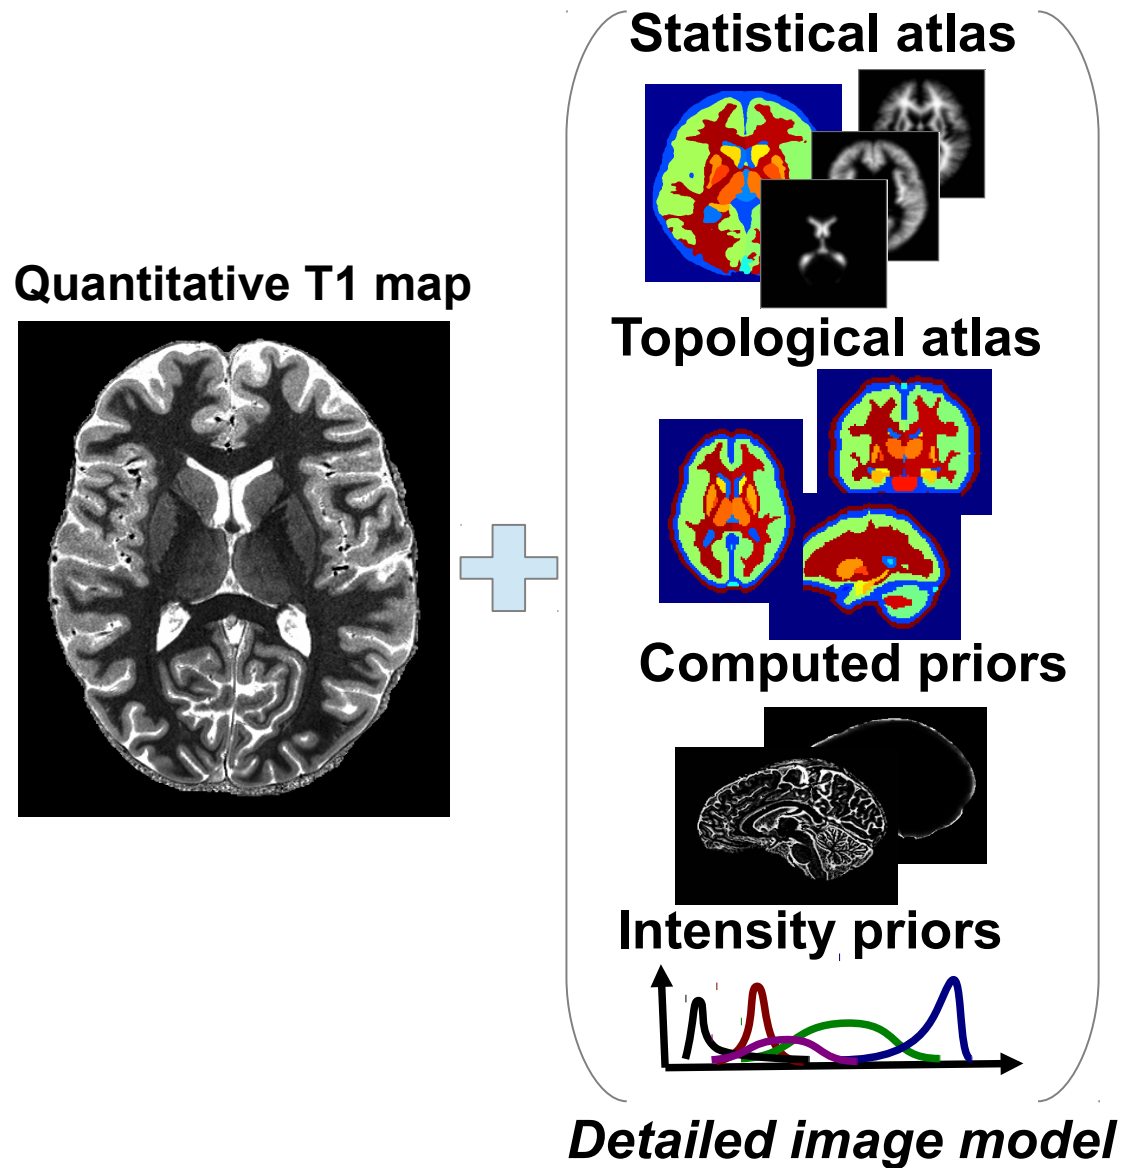 Statistical atlas
Quantitative T1 map
Topological atlas
Computed priors
Intensity priors
Detailed image model